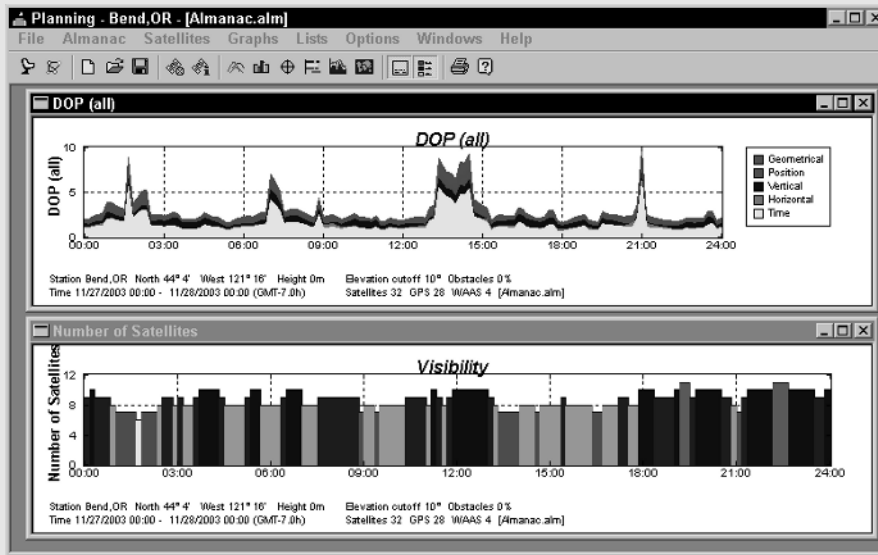 Planning - Bend,OR - [Almanac.alm]
File Almanac Satellites Graphs Lists Options Windows Help
DOP (all)
DOP (all)
DOP (all)
10
5
0
00:00 03:00 06:00 09:00 12:00 15:00 18:00 21:00 24:00
Geometrical
Position
Vertical
Horizontal
Time
Station Bend,OR North 44° 4' West 121° 16' Height 0m Elevation cutoff 10° Obstacles 0%
Time 11/27/2003 00:00 - 11/28/2003 00:00 (GMT-7.0h) Satellites 32 GPS 28 WAAS 4 [Almanac.alm]
Number of Satellites
Visibility
Number of Satellites
12
8
4
0
00:00 03:00 06:00 09:00 12:00 15:00 18:00 21:00 24:00
Station Bend,OR North 44° 4' West 121° 16' Height 0m Elevation cutoff 10° Obstacles 0%
Time 11/27/2003 00:00 - 11/28/2003 00:00 (GMT-7.0h) Satellites 32 GPS 28 WAAS 4 [Almanac.alm]